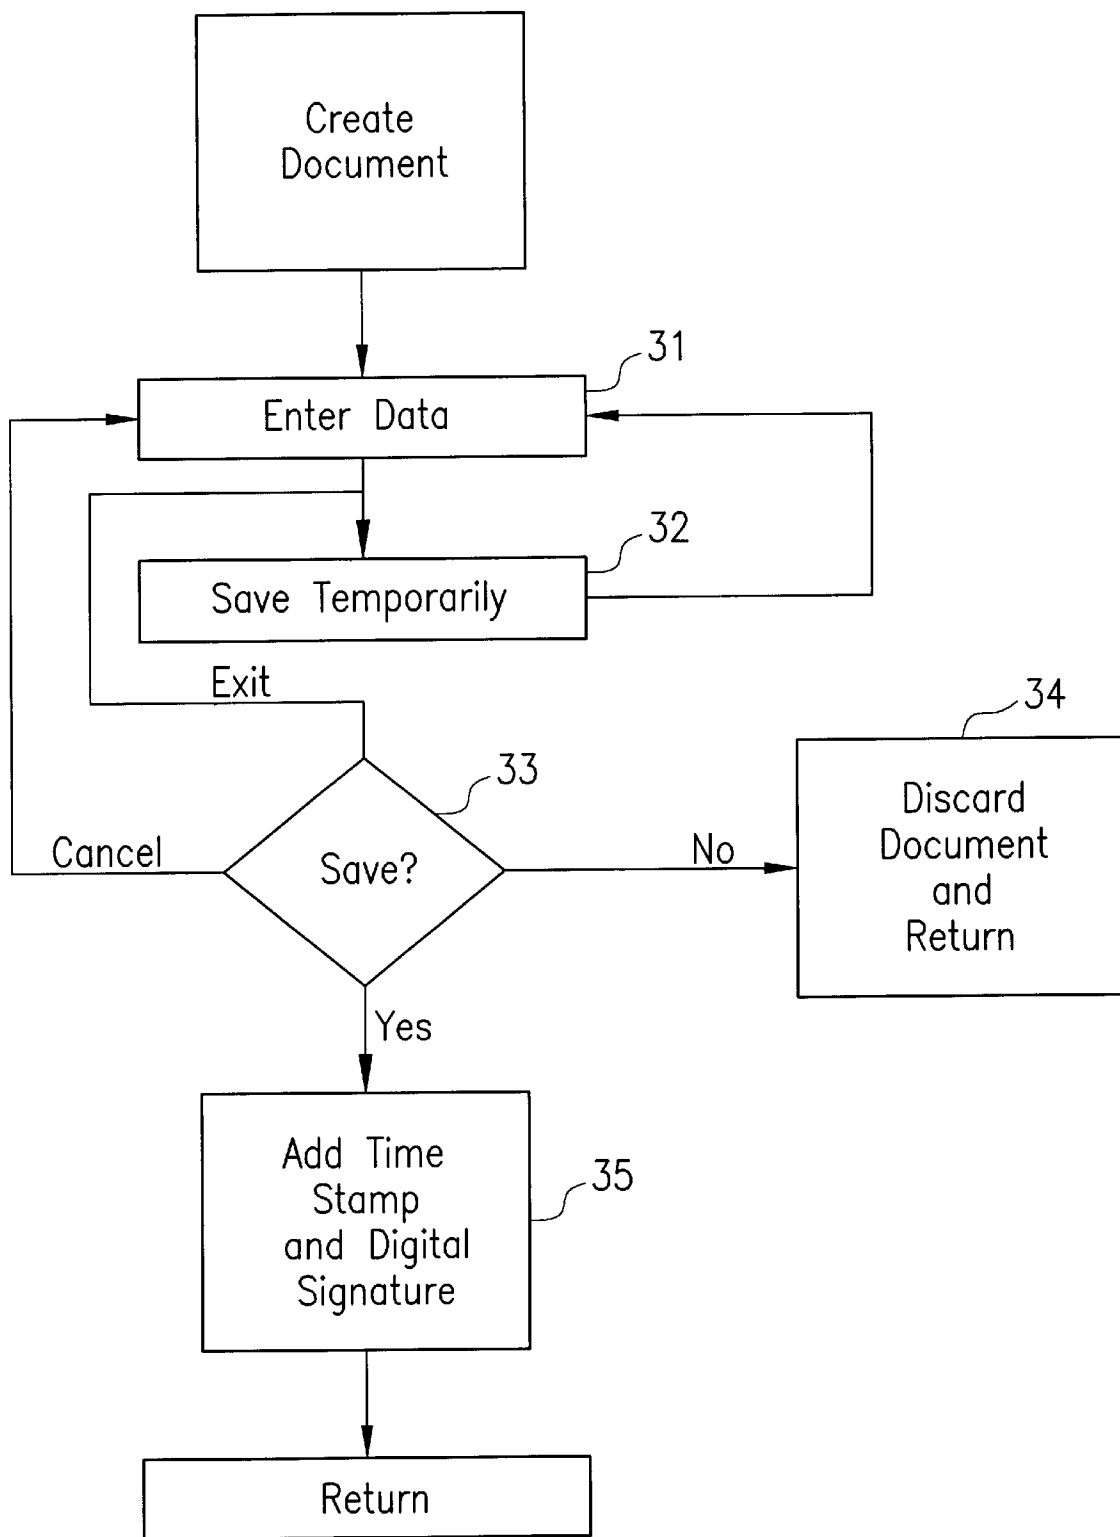 Create
Document
31
Enter Data
32
Save Temporarily
Exit
34
33
Discard
Document
and
Return
Cancel
Save?
No
Yes
Add Time
Stamp
and Digital
Signature
35
Return